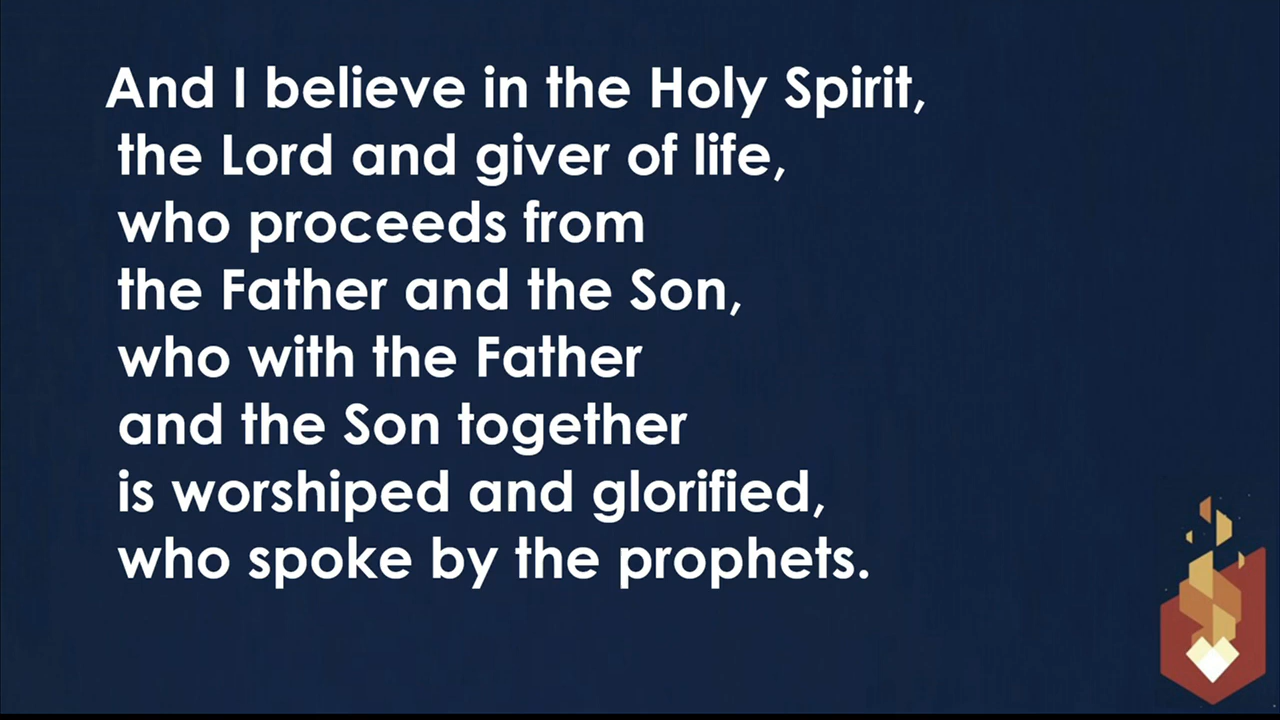 And I believe in the Holy Spirit,
the Lord and giver of life,
who proceeds from
the Father and the Son,
who with the Father
and the Son together
is worshiped and glorified,
who spoke by the prophets.